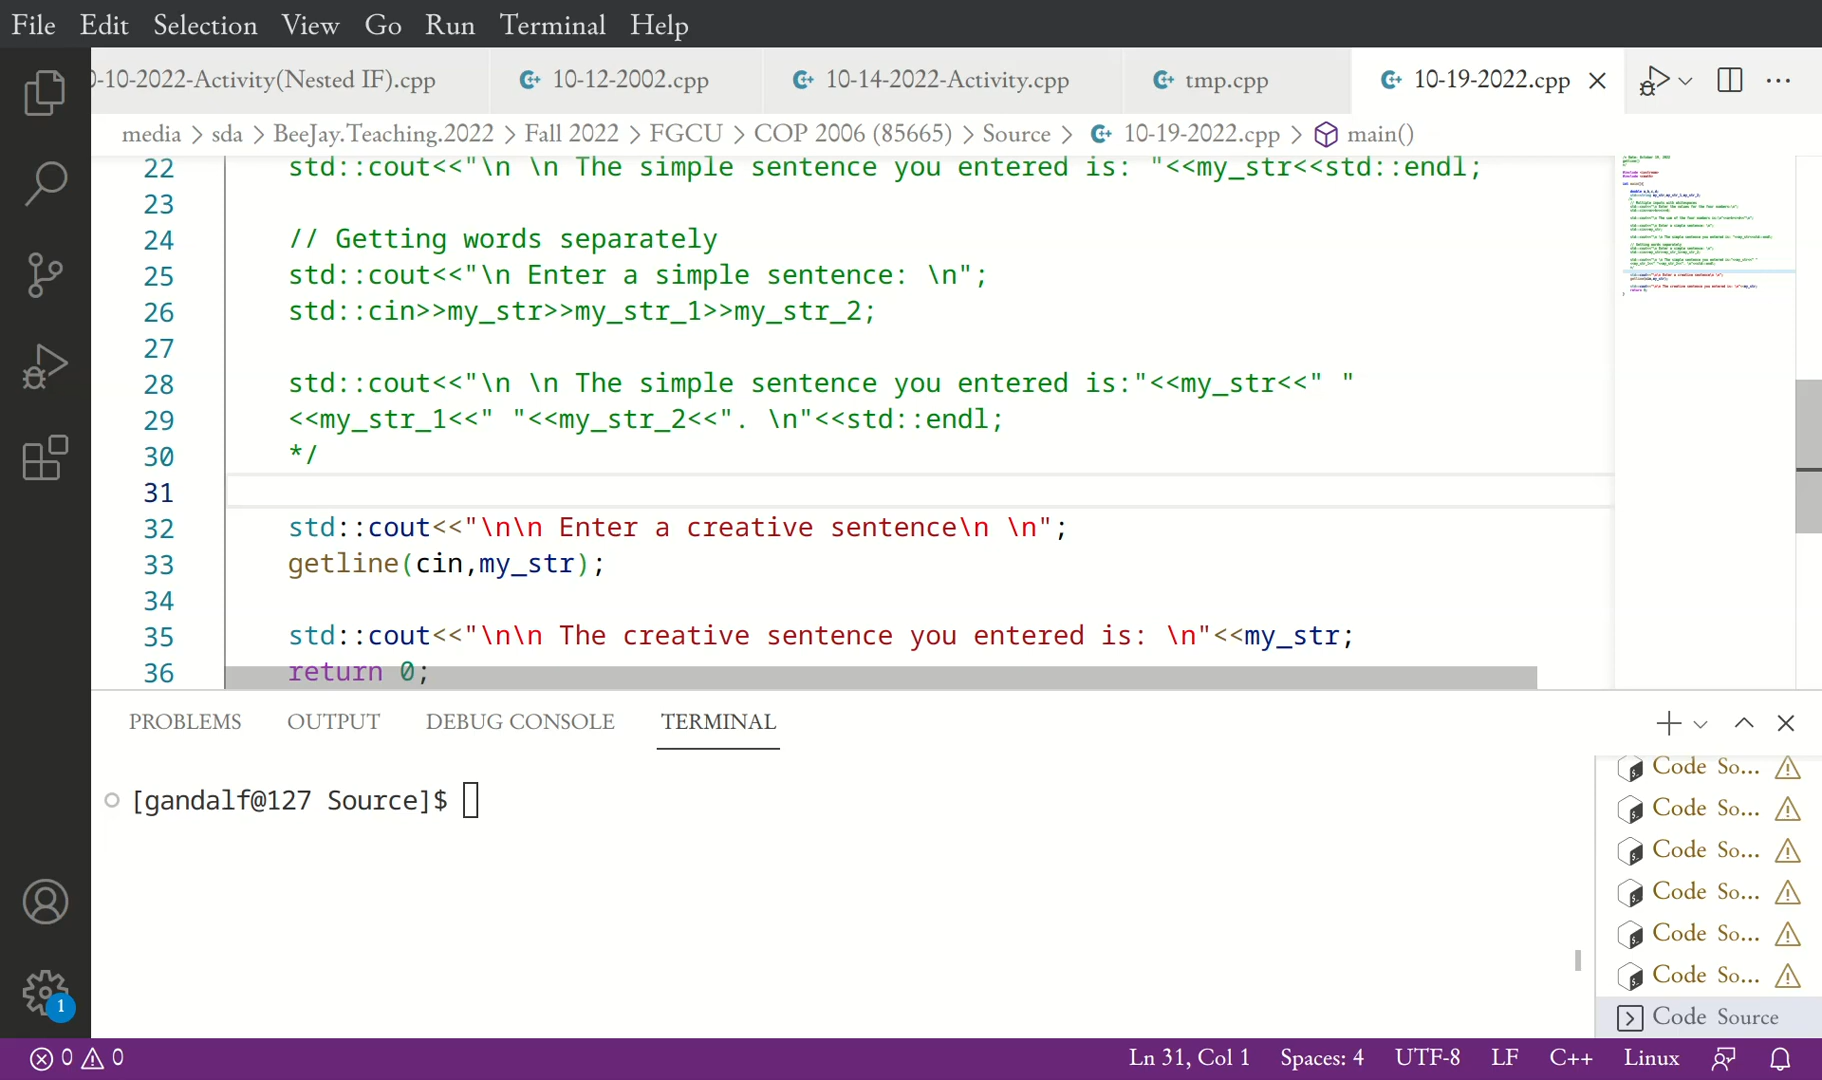 File Edit Selection View Go Run Terminal Help
0-10-2022-Activity(Nested IF).cpp 10-12-2002.cpp 10-14-2022-Activity.cpp tmp.cpp 10-19-2022.cpp
media > sda > BeeJay.Teaching.2022 > Fall 2022 > FGCU > COP 2006 (85665) > Source > 10-19-2022.cpp > main()
22 std::cout<<"\n \n The simple sentence you entered is: "<<my_str<<std::endl;
23
24 // Getting words separately
25 std::cout<<"\n Enter a simple sentence: \n";
26 std::cin>>my_str>>my_str_1>>my_str_2;
27
28 std::cout<<"\n \n The simple sentence you entered is:"<<my_str<<" "
29 <<my_str_1<<" "<<my_str_2<<". \n"<<std::endl;
30 */
31
32 std::cout<<"\n\n Enter a creative sentence\n \n";
33 getline(cin,my_str);
34
35 std::cout<<"\n\n The creative sentence you entered is: \n"<<my_str;
36 return 0;
PROBLEMS OUTPUT DEBUG CONSOLE TERMINAL
[gandalf@127 Source]$
Code So...
Code So...
Code So...
Code So...
Code So...
Code So...
Code Source
1
0 0 Ln 31, Col 1 Spaces: 4 UTF-8 LF C++ Linux